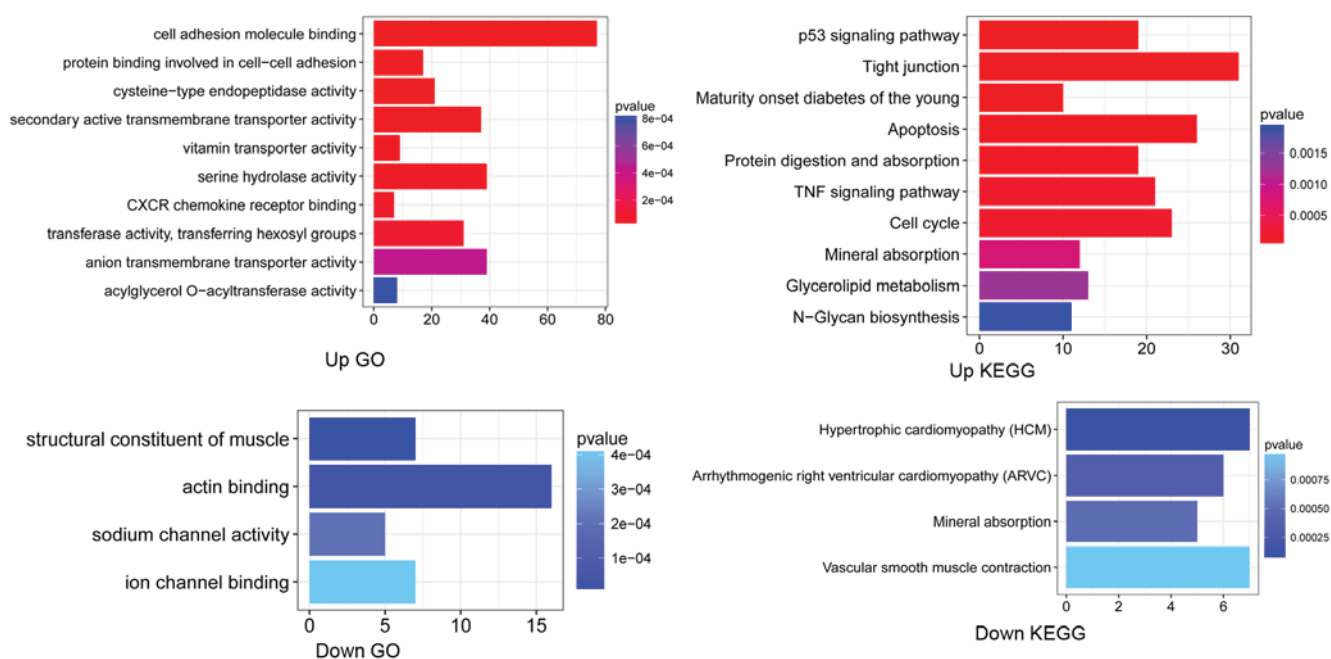 cell adhesion molecule binding
protein binding involved in cell−cell adhesion
cysteine−type endopeptidase activity
secondary active transmembrane transporter activity
vitamin transporter activity
serine hydrolase activity
CXCR chemokine receptor binding
transferase activity, transferring hexosyl groups
anion transmembrane transporter activity
acylglycerol O−acyltransferase activity
0 20 40 60 80
Up GO
pvalue
8e−04
6e−04
4e−04
2e−04
p53 signaling pathway
Tight junction
Maturity onset diabetes of the young
Apoptosis
Protein digestion and absorption
TNF signaling pathway
Cell cycle
Mineral absorption
Glycerolipid metabolism
N−Glycan biosynthesis
0 10 20 30
Up KEGG
pvalue
0.0015
0.0010
0.0005
structural constituent of muscle
actin binding
sodium channel activity
ion channel binding
0 5 10 15
Down GO
pvalue
4e−04
3e−04
2e−04
1e−04
Hypertrophic cardiomyopathy (HCM)
Arrhythmogenic right ventricular cardiomyopathy (ARVC)
Mineral absorption
Vascular smooth muscle contraction
0 2 4 6
Down KEGG
pvalue
0.00075
0.00050
0.00025